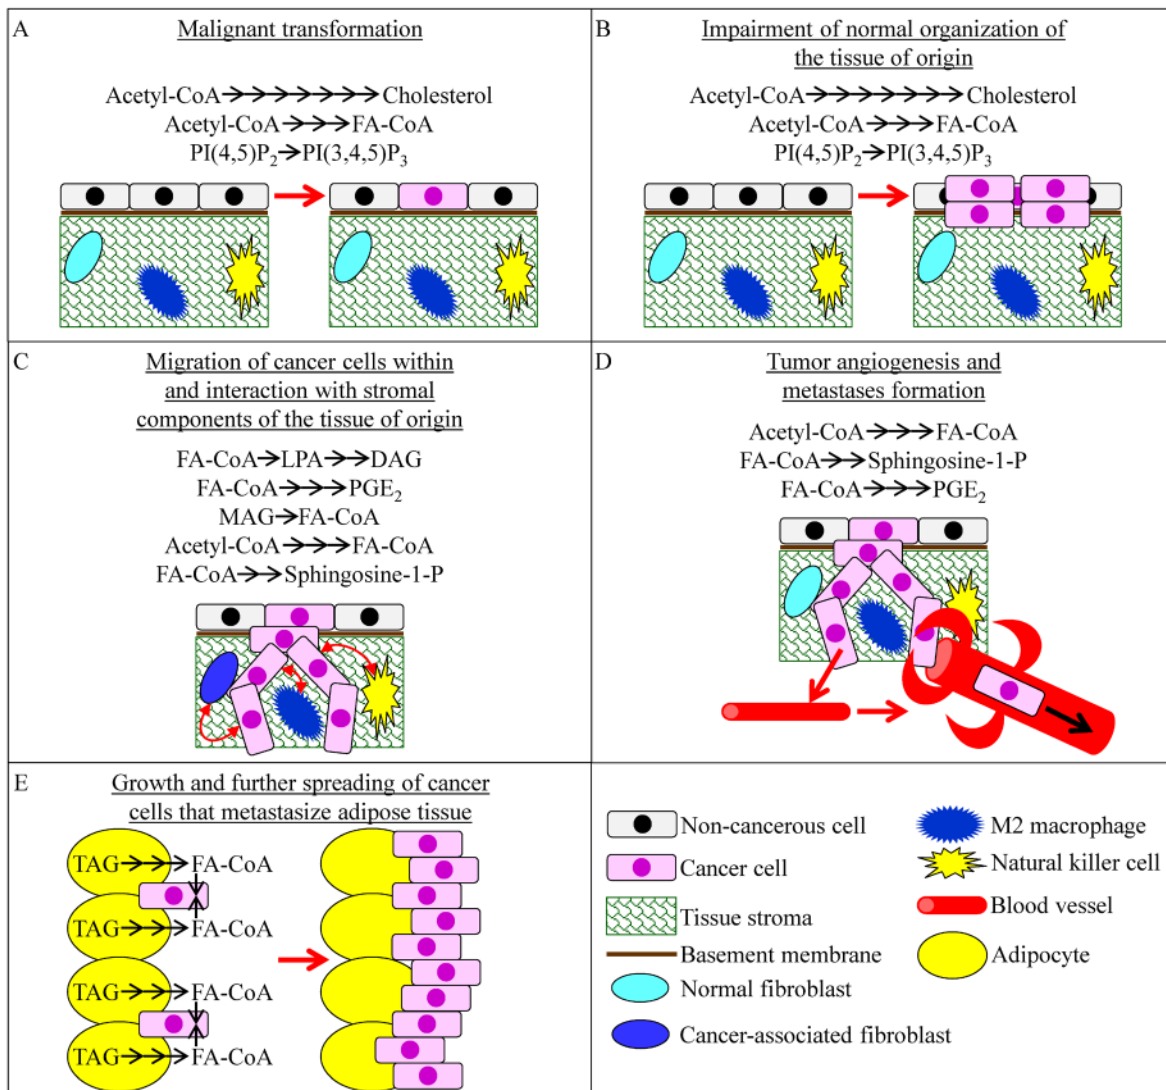 A
Malignant transformation
Acetyl-CoA→→→→→→→Cholesterol
Acetyl-CoA→→→FA-CoA
PI(4,5)P₂→PI(3,4,5)P₃
B
Impairment of normal organization of
the tissue of origin
Acetyl-CoA→→→→→→→Cholesterol
Acetyl-CoA→→→FA-CoA
PI(4,5)P₂→PI(3,4,5)P₃
C
Migration of cancer cells within
and interaction with stromal
components of the tissue of origin
FA-CoA→LPA→→DAG
FA-CoA→→→PGE₂
MAG→FA-CoA
Acetyl-CoA→→→FA-CoA
FA-CoA→→Sphingosine-1-P
D
Tumor angiogenesis and
metastases formation
Acetyl-CoA→→→FA-CoA
FA-CoA→→Sphingosine-1-P
FA-CoA→→→PGE₂
E
Growth and further spreading of cancer
cells that metastasize adipose tissue
TAG→→→FA-CoA
TAG→→→FA-CoA
TAG→→→FA-CoA
TAG→→→FA-CoA
Non-cancerous cell
Cancer cell
Tissue stroma
Basement membrane
Normal fibroblast
Cancer-associated fibroblast
M2 macrophage
Natural killer cell
Blood vessel
Adipocyte